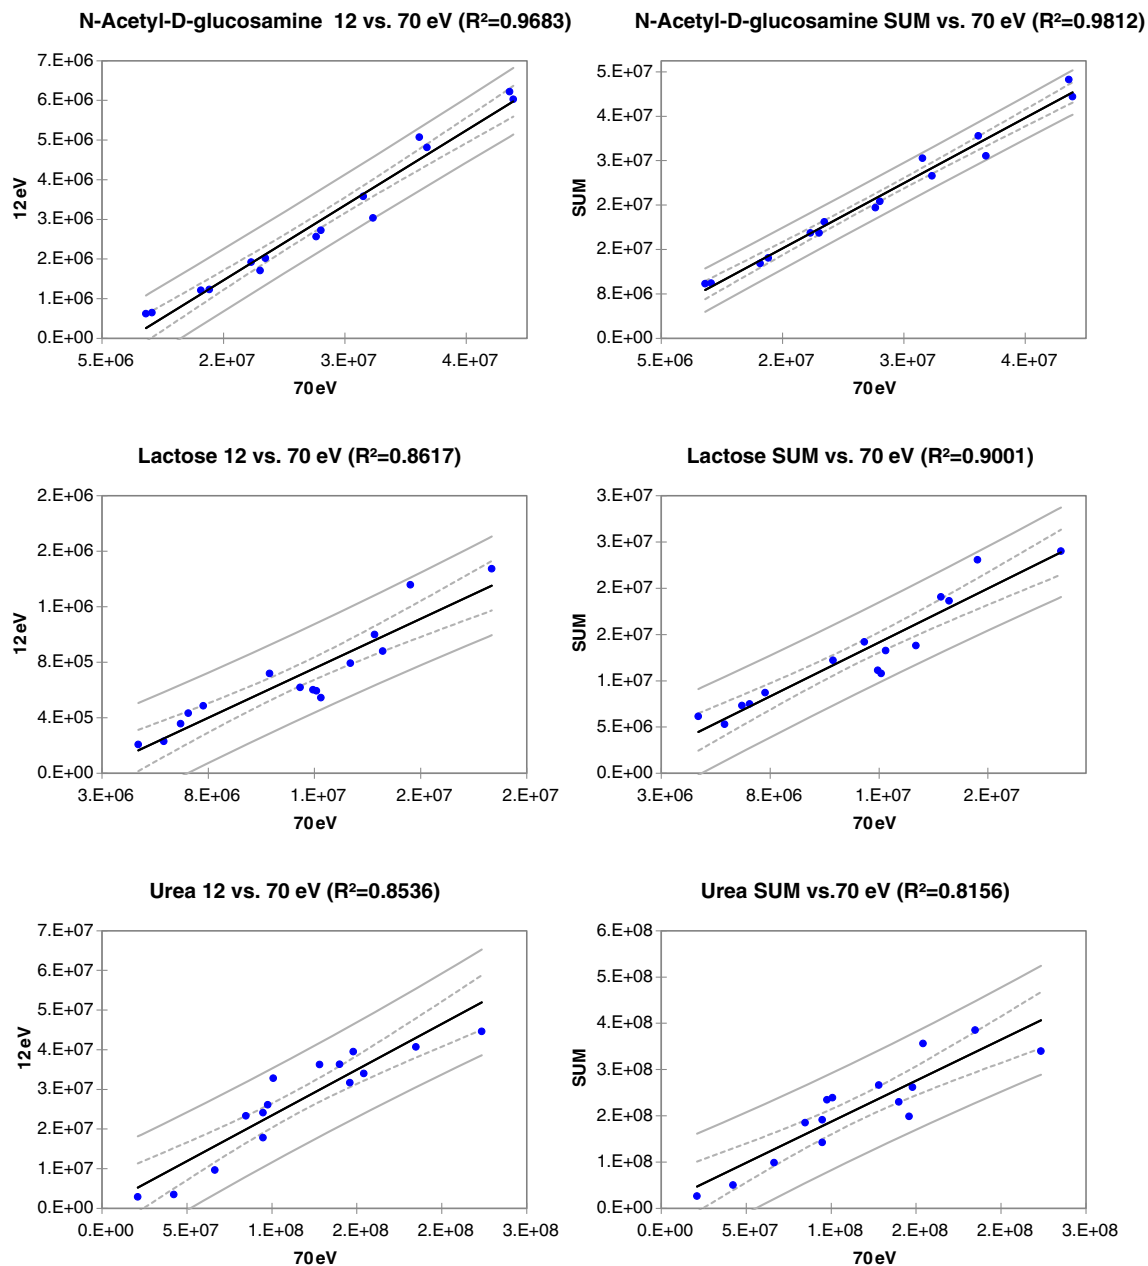 N-Acetyl-D-glucosamine 12 vs. 70 eV (R²=0.9683)
7.E+06
6.E+06
5.E+06
4.E+06
3.E+06
2.E+06
1.E+06
0.E+00
12eV
5.E+06
2.E+07
3.E+07
4.E+07
70eV
N-Acetyl-D-glucosamine SUM vs. 70 eV (R²=0.9812)
5.E+07
4.E+07
3.E+07
2.E+07
2.E+07
8.E+06
0.E+00
SUM
5.E+06
2.E+07
3.E+07
4.E+07
70eV
Lactose 12 vs. 70 eV (R²=0.8617)
2.E+06
2.E+06
1.E+06
8.E+05
4.E+05
0.E+00
12eV
3.E+06
8.E+06
1.E+07
2.E+07
2.E+07
70eV
Lactose SUM vs. 70 eV (R²=0.9001)
3.E+07
3.E+07
2.E+07
2.E+07
1.E+07
5.E+06
0.E+00
SUM
3.E+06
8.E+06
1.E+07
2.E+07
70eV
Urea 12 vs. 70 eV (R²=0.8536)
7.E+07
6.E+07
5.E+07
4.E+07
3.E+07
2.E+07
1.E+07
0.E+00
12eV
0.E+00
5.E+07
1.E+08
2.E+08
2.E+08
3.E+08
70eV
Urea SUM vs.70 eV (R²=0.8156)
6.E+08
5.E+08
4.E+08
3.E+08
2.E+08
1.E+08
0.E+00
SUM
0.E+00
5.E+07
1.E+08
2.E+08
2.E+08
3.E+08
70eV